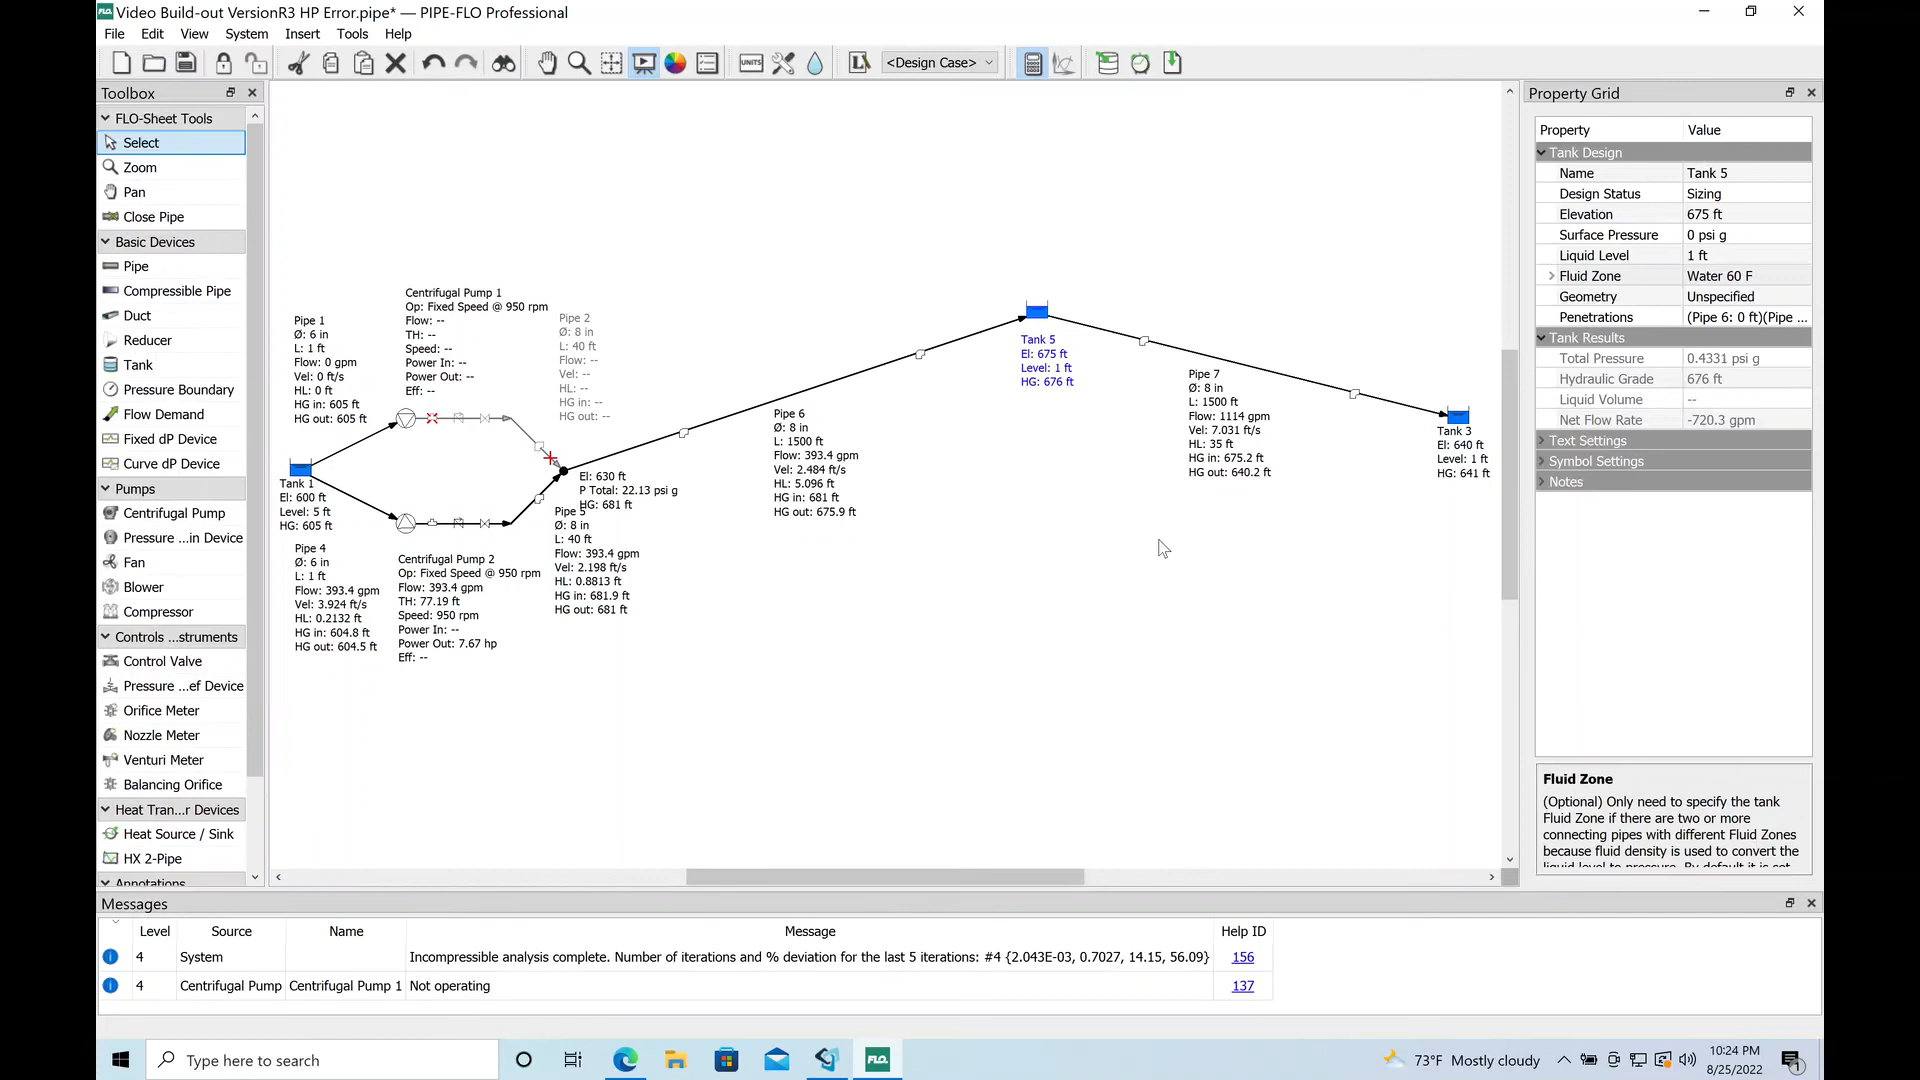 Video Build-out VersionR3 HP Error.pipe* — PIPE-FLO Professional
File Edit View System Insert Tools Help
UNITS <Design Case>
Toolbox
FLO-Sheet Tools
Select
Zoom
Pan
Close Pipe
Basic Devices
Pipe
Compressible Pipe
Duct
Reducer
Tank
Pressure Boundary
Flow Demand
Fixed dP Device
Curve dP Device
Pumps
Centrifugal Pump
Pressure ...in Device
Fan
Blower
Compressor
Controls ...struments
Control Valve
Pressure ...ef Device
Orifice Meter
Nozzle Meter
Venturi Meter
Balancing Orifice
Heat Tran...r Devices
Heat Source / Sink
HX 2-Pipe
Annotations
Pipe 1
Ø: 6 in
L: 1 ft
Flow: 0 gpm
Vel: 0 ft/s
HL: 0 ft
HG in: 605 ft
HG out: 605 ft
Centrifugal Pump 1
Op: Fixed Speed @ 950 rpm
Flow: --
TH: --
Speed: --
Power In: --
Power Out: --
Eff: --
Pipe 2
Ø: 8 in
L: 40 ft
Flow: --
Vel: --
HL: --
HG in: --
HG out: --
Tank 1
El: 600 ft
Level: 5 ft
HG: 605 ft
Pipe 4
Ø: 6 in
L: 1 ft
Flow: 393.4 gpm
Vel: 3.924 ft/s
HL: 0.2132 ft
HG in: 604.8 ft
HG out: 604.5 ft
Centrifugal Pump 2
Op: Fixed Speed @ 950 rpm
Flow: 393.4 gpm
TH: 77.19 ft
Speed: 950 rpm
Power In: --
Power Out: 7.67 hp
Eff: --
El: 630 ft
P Total: 22.13 psi g
HG: 681 ft
Pipe 5
Ø: 8 in
L: 40 ft
Flow: 393.4 gpm
Vel: 2.198 ft/s
HL: 0.8813 ft
HG in: 681.9 ft
HG out: 681 ft
Pipe 6
Ø: 8 in
L: 1500 ft
Flow: 393.4 gpm
Vel: 2.484 ft/s
HL: 5.096 ft
HG in: 681 ft
HG out: 675.9 ft
Tank 5
El: 675 ft
Level: 1 ft
HG: 676 ft
Pipe 7
Ø: 8 in
L: 1500 ft
Flow: 1114 gpm
Vel: 7.031 ft/s
HL: 35 ft
HG in: 675.2 ft
HG out: 640.2 ft
Tank 3
El: 640 ft
Level: 1 ft
HG: 641 ft
Property Grid
Property Value
Tank Design
Name Tank 5
Design Status Sizing
Elevation 675 ft
Surface Pressure 0 psi g
Liquid Level 1 ft
Fluid Zone Water 60 F
Geometry Unspecified
Penetrations (Pipe 6: 0 ft)(Pipe ...
Tank Results
Total Pressure 0.4331 psi g
Hydraulic Grade 676 ft
Liquid Volume --
Net Flow Rate -720.3 gpm
Text Settings
Symbol Settings
Notes
Fluid Zone
(Optional) Only need to specify the tank
Fluid Zone if there are two or more
connecting pipes with different Fluid Zones
because fluid density is used to convert the
liquid level to pressure. By default it is set
Messages
Level Source Name Message Help ID
4 System Incompressible analysis complete. Number of iterations and % deviation for the last 5 iterations: #4 {2.043E-03, 0.7027, 14.15, 56.09} 156
4 Centrifugal Pump Centrifugal Pump 1 Not operating 137
Type here to search
FLO.
73°F Mostly cloudy
10:24 PM
8/25/2022
1